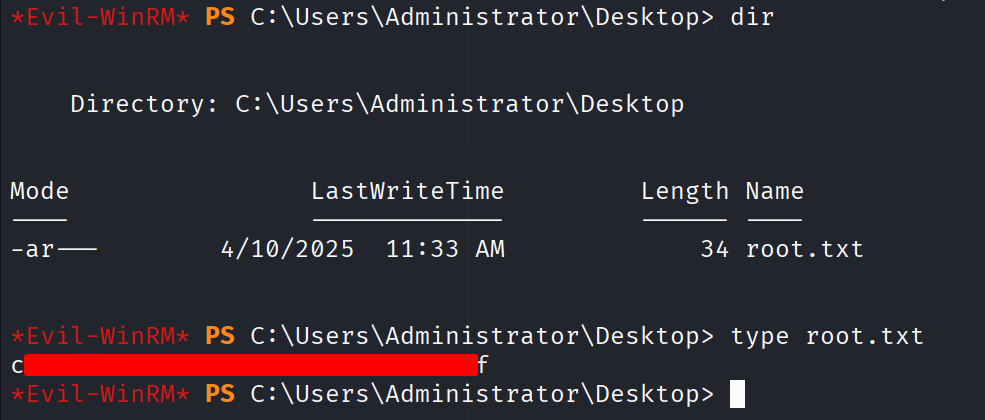 *Evil-WinRM* PS C:\Users\Administrator\Desktop> dir
Directory: C:\Users\Administrator\Desktop
Mode LastWriteTime Length Name
---- ------------- ------ ----
-ar--- 4/10/2025 11:33 AM 34 root.txt
*Evil-WinRM* PS C:\Users\Administrator\Desktop> type root.txt
c f
*Evil-WinRM* PS C:\Users\Administrator\Desktop>